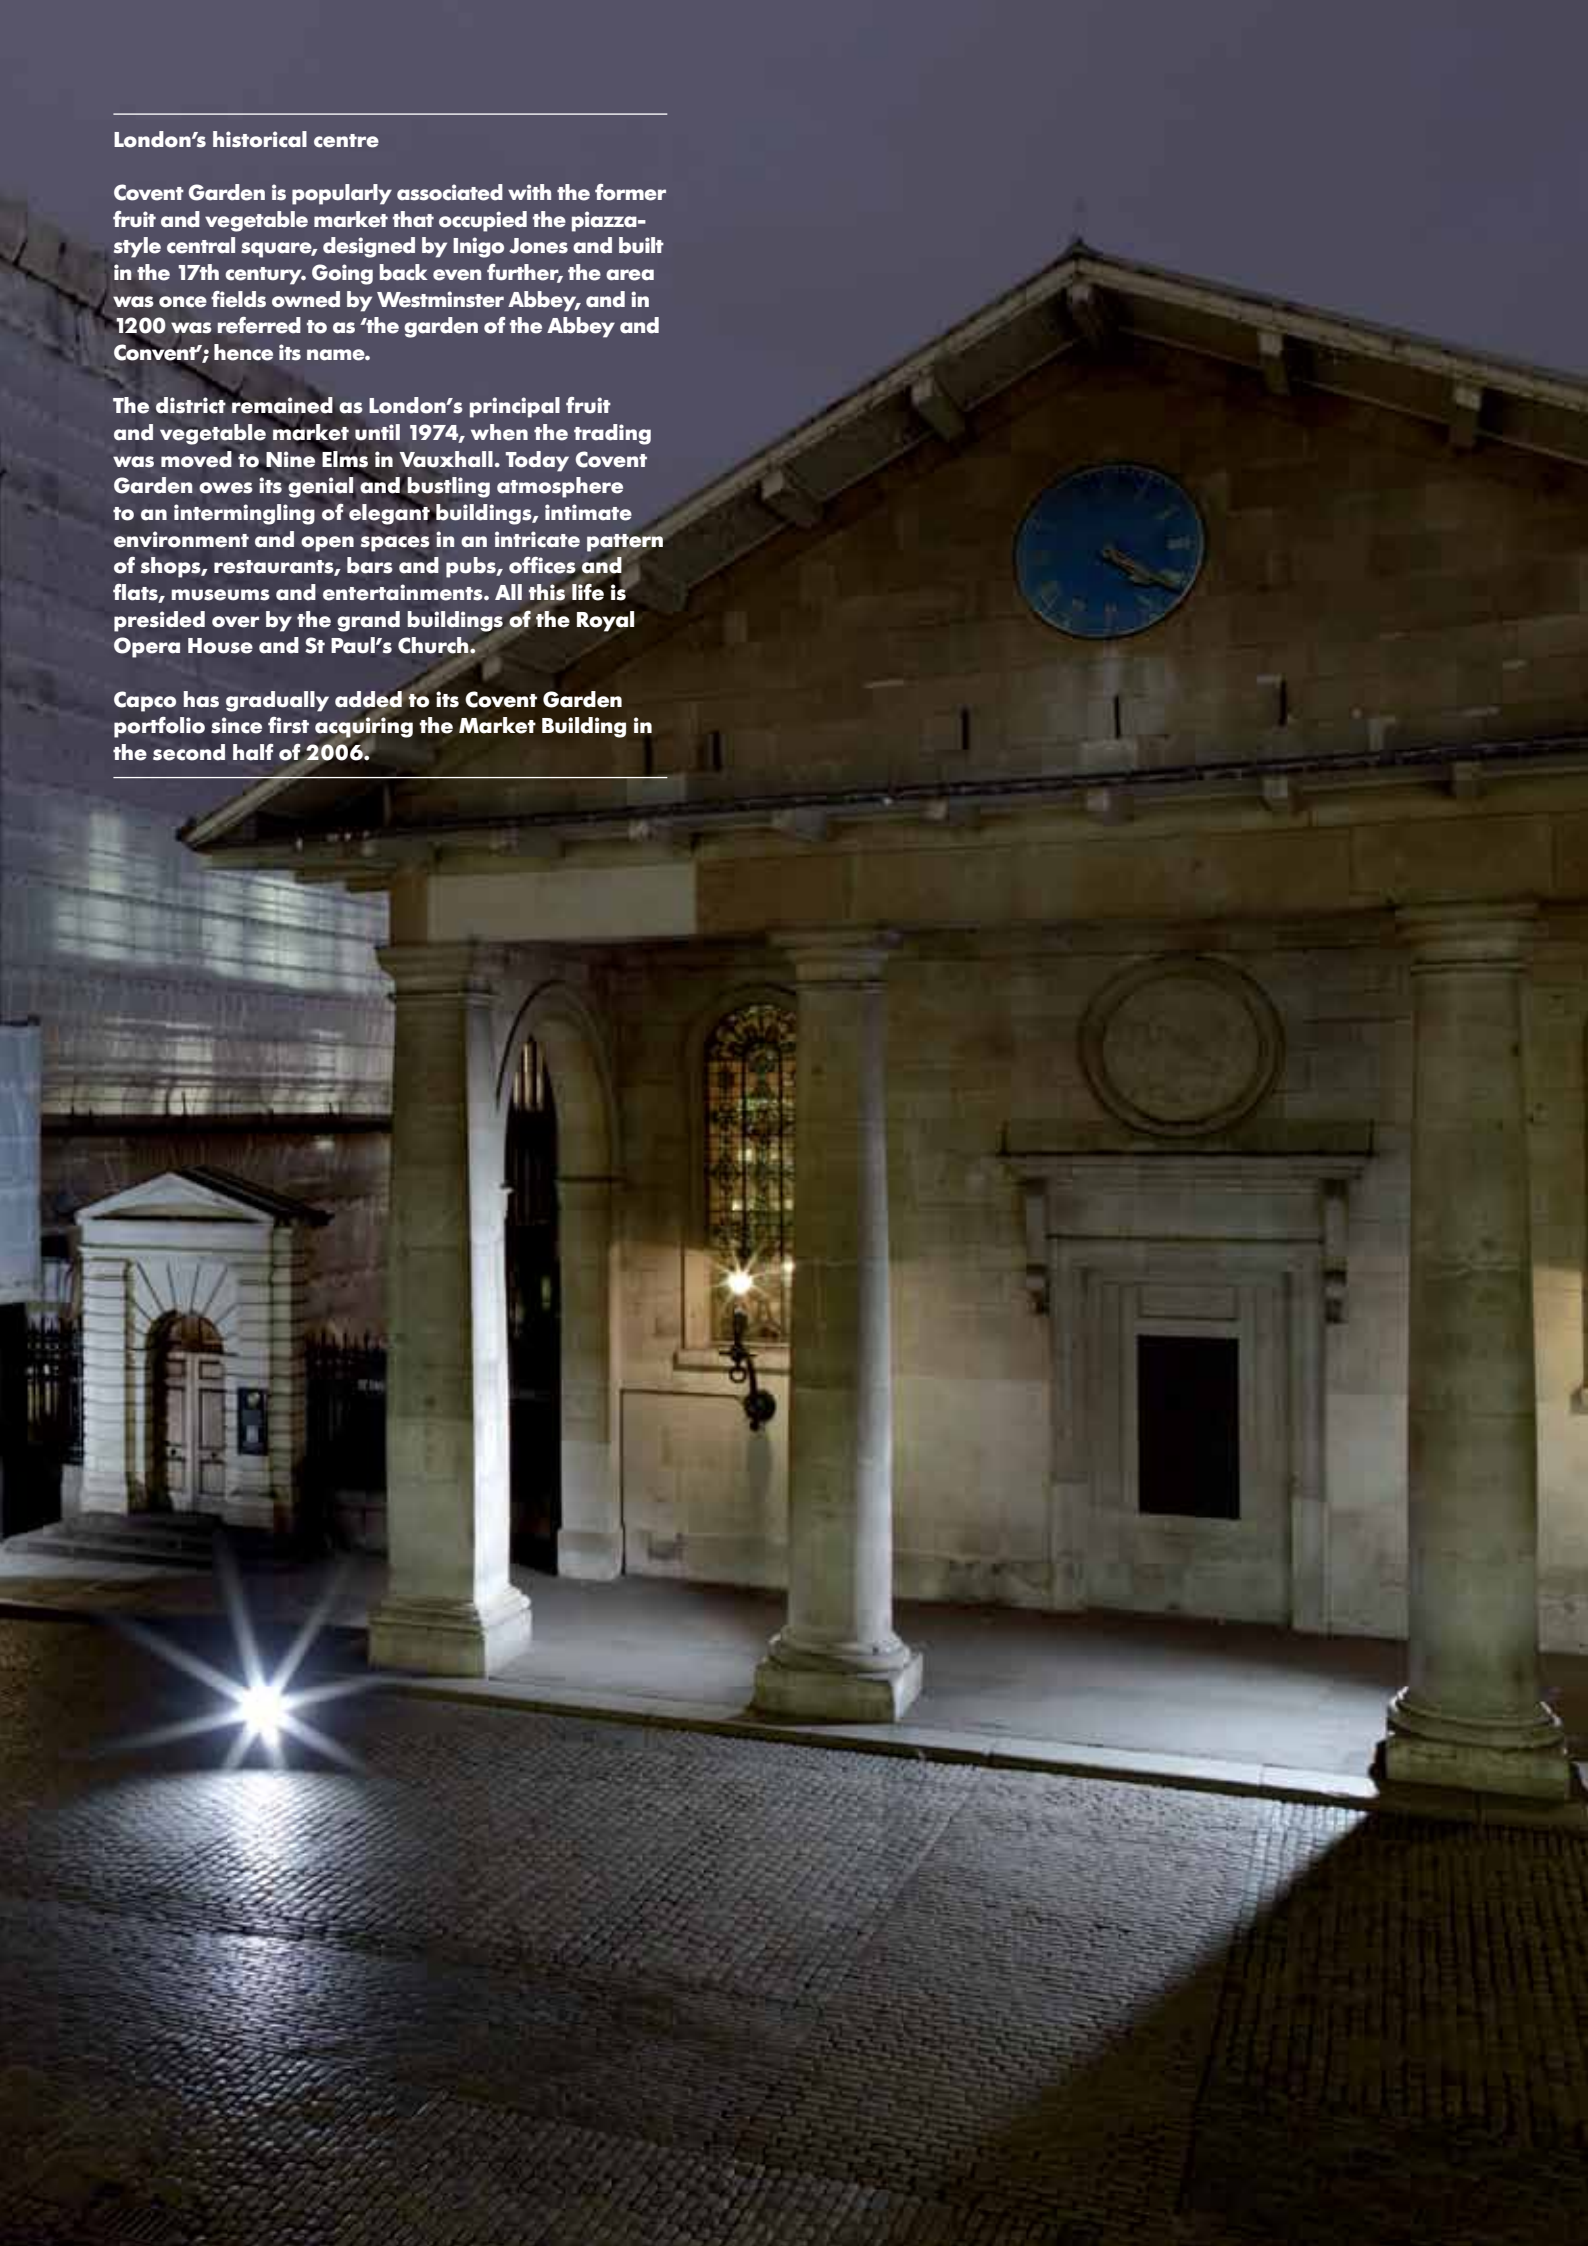 London’s historical centre
Covent Garden is popularly associated with the former
fruit and vegetable market that occupied the piazza-
style central square, designed by Inigo Jones and built
in the 17th century. Going back even further, the area
was once fields owned by Westminster Abbey, and in
1200 was referred to as ‘the garden of the Abbey and
Convent’; hence its name.
The district remained as London’s principal fruit
and vegetable market until 1974, when the trading
was moved to Nine Elms in Vauxhall. Today Covent
Garden owes its genial and bustling atmosphere
to an intermingling of elegant buildings, intimate
environment and open spaces in an intricate pattern
of shops, restaurants, bars and pubs, offices and
flats, museums and entertainments. All this life is
presided over by the grand buildings of the Royal
Opera House and St Paul’s Church.
Capco has gradually added to its Covent Garden
portfolio since first acquiring the Market Building in
the second half of 2006.